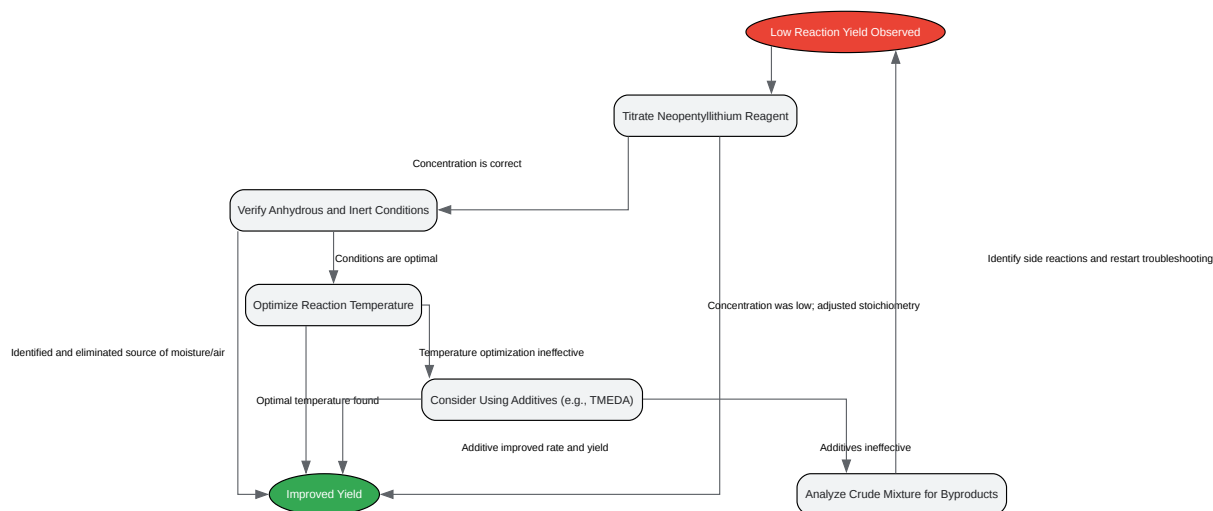 Low Reaction Yield Observed
Titrate Neopentyllithium Reagent
Concentration is correct
Verify Anhydrous and Inert Conditions
Conditions are optimal
Identify side reactions and restart troubleshooting
Optimize Reaction Temperature
Concentration was low; adjusted stoichiometry
Identified and eliminated source of moisture/air
Temperature optimization ineffective
Optimal temperature found
Consider Using Additives (e.g., TMEDA)
Additive improved rate and yield
Additives ineffective
Improved Yield
Analyze Crude Mixture for Byproducts